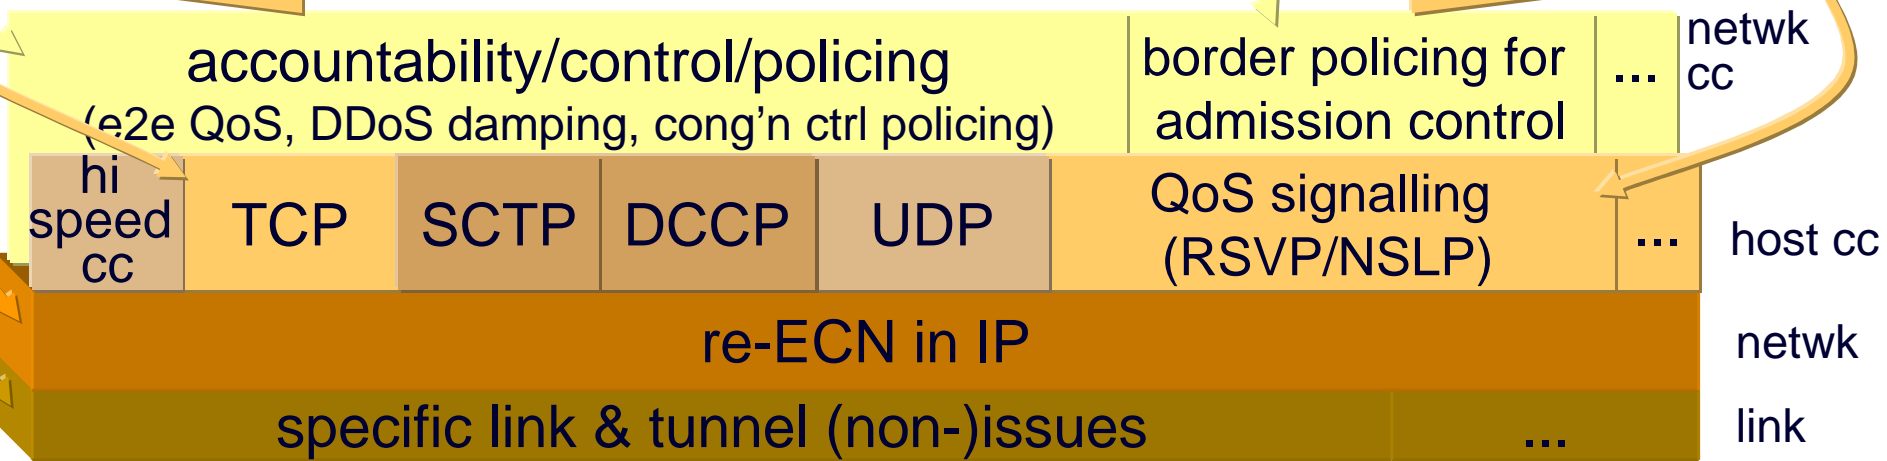 accountability/control/policing
(e2e QoS, DDoS damping, cong'n ctrl policing)
border policing for
admission control
...
netwk
cc
hi
speed
cc
TCP
SCTP
DCCP
UDP
QoS signalling
(RSVP/NSLP)
...
host cc
re-ECN in IP
netwk
specific link & tunnel (non-)issues
...
link